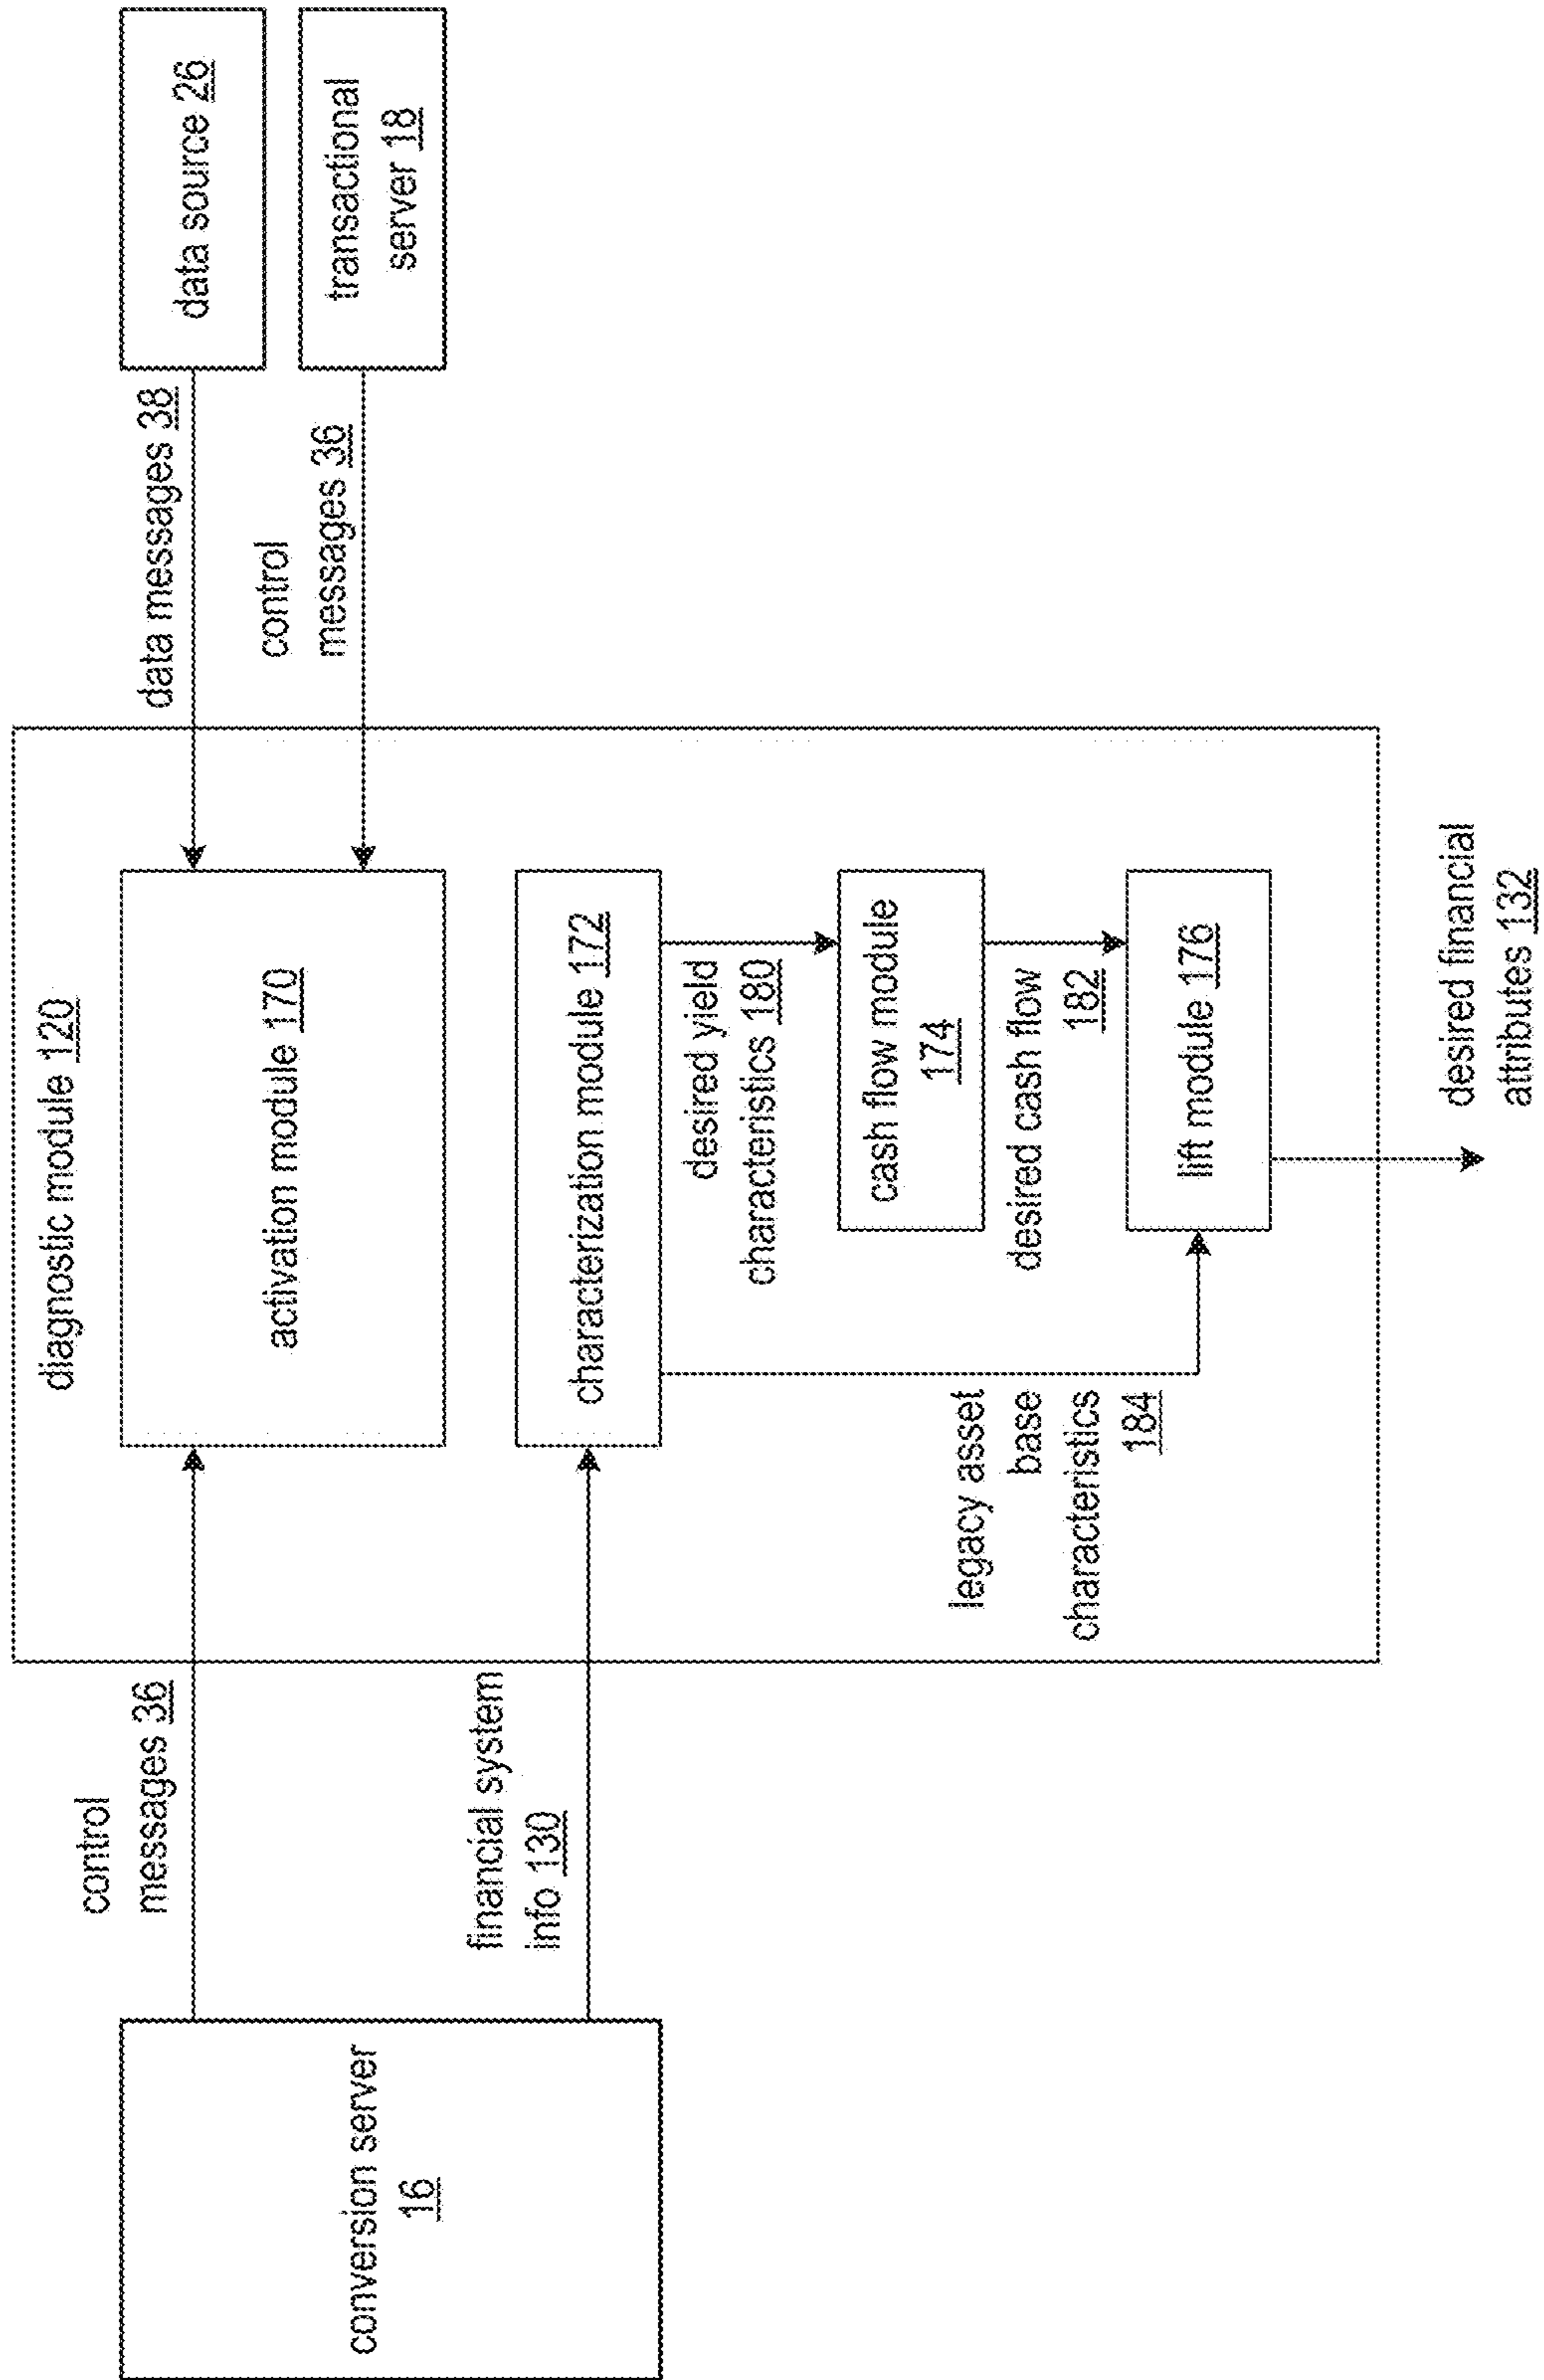 diagnostic module 120
control
messages 36
data messages 38
data source 26
activation module 170
control
messages 36
transactional
server 18
conversion server
16
financial system
info 130
characterization module 172
desired yield
characteristics 180
cash flow module
174
legacy asset
base
characteristics
184
desired cash flow
182
lift module 176
desired financial
attributes 132